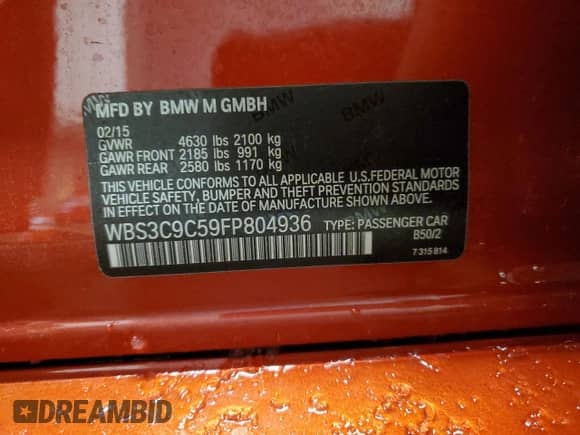 MFD BY BMW M GMBH
02/15
GVWR 4630 lbs 2100 kg
GAWR FRONT 2185 lbs 991 kg
GAWR REAR 2580 lbs 1170 kg
THIS VEHICLE CONFORMS TO ALL APPLICABLE U.S.FEDERAL MOTOR
VEHICLE SAFETY, BUMPER AND THEFT PREVENTION STANDARDS
IN EFFECT ON THE DATE OF MANUFACTURE SHOWN ABOVE.
WBS3C9C59FP804936 TYPE: PASSENGER CAR
B50/2
7 315 814
DREAMBID